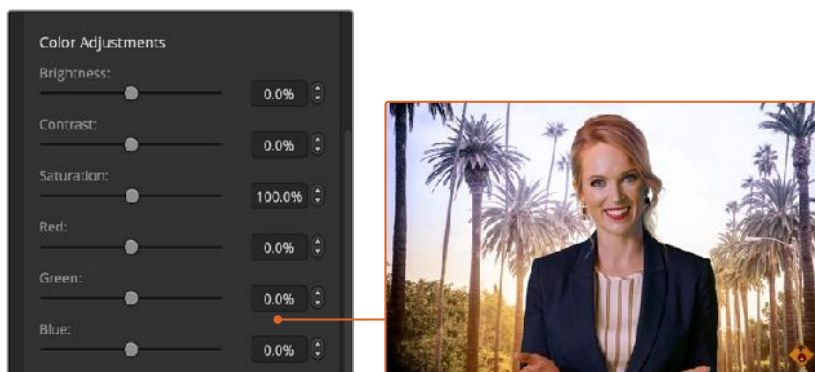 Color Adjustments
Brightness:
0.0%
Contrast:
0.0%
Saturation:
100.0%
Red:
0.0%
Green:
0.0%
Blue:
0.0%